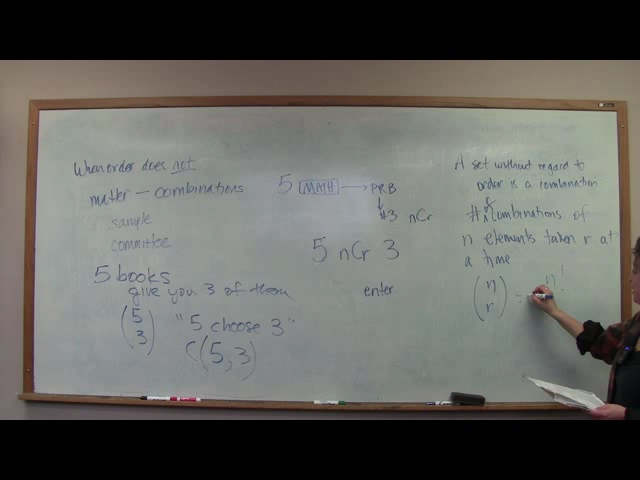 When order does not
matter — combinations
sample
committee
5 books
give you 3 of them
(5 3) "5 choose 3"
C(5,3)
5 MATH → PRB
↓
#3 nCr
5 nCr 3
enter
A set without regard to
order is a combination
# of combinations of
n elements taken r at
a time
(n r) = n!